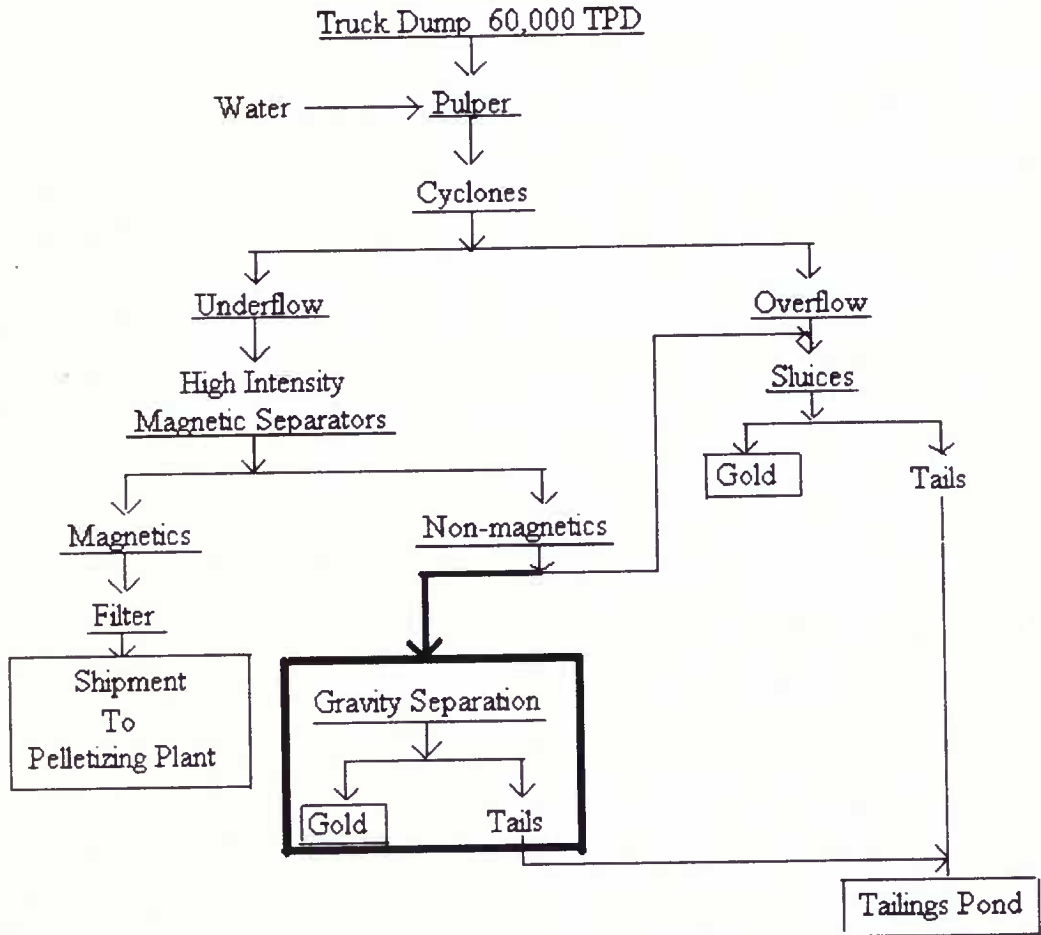 Truck Dump 60,000 TPD
Water
Pulper
Cyclones
Underflow
Overflow
High Intensity
Magnetic Separators
Sluices
Gold
Tails
Magnetics
Non-magnetics
Filter
Shipment
To
Pelletizing Plant
Gravity Separation
Gold
Tails
Tailings Pond